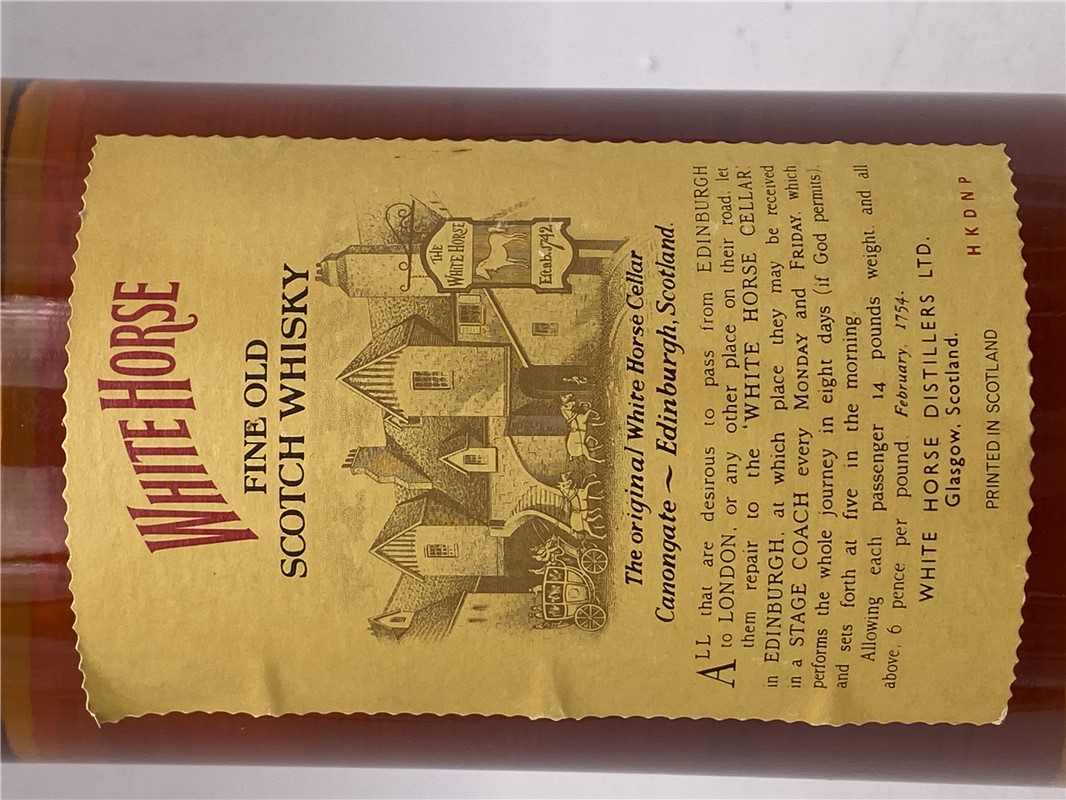 WHITE HORSE
FINE OLD
SCOTCH WHISKY
THE
WHITE HORSE
Estab. 1742
The original White Horse Cellar
Canongate ~ Edinburgh, Scotland.
ALL that are desirous to pass from EDINBURGH
to LONDON, or any other place on their road, let
them repair to the 'WHITE HORSE CELLAR'
in EDINBURGH, at which place they may be received
in a STAGE COACH every MONDAY and FRIDAY, which
performs the whole journey in eight days (if God permits),
and sets forth at five in the morning.
Allowing each passenger 14 pounds weight, and all
above, 6 pence per pound. February, 1754.
WHITE HORSE DISTILLERS LTD.
Glasgow, Scotland.
HKDNP
PRINTED IN SCOTLAND